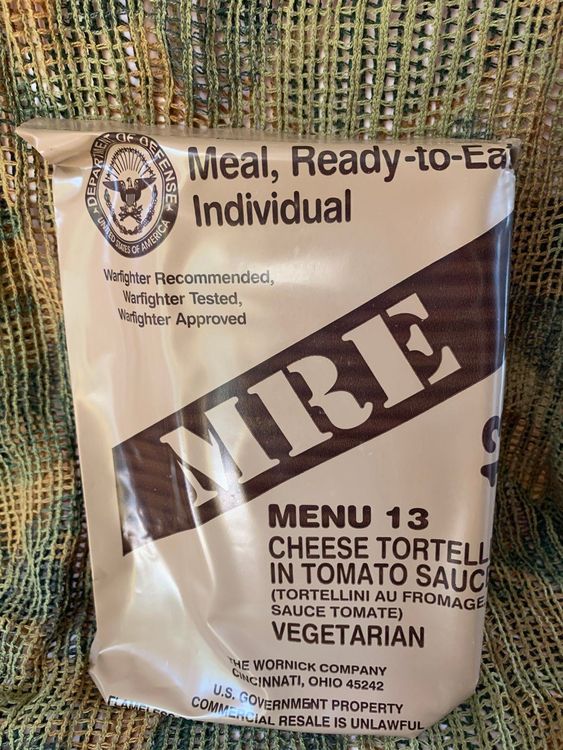 DEPARTMENT OF DEFENSE
UNITED STATES OF AMERICA
Meal, Ready-to-Ea
Individual
Warfighter Recommended,
Warfighter Tested,
Warfighter Approved
MRE
MENU 13
CHEESE TORTELL
IN TOMATO SAUC
(TORTELLINI AU FROMAGE
SAUCE TOMATE)
VEGETARIAN
THE WORNICK COMPANY
CINCINNATI, OHIO 45242
U.S. GOVERNMENT PROPERTY
COMMERCIAL RESALE IS UNLAWFUL
FLAMELESS